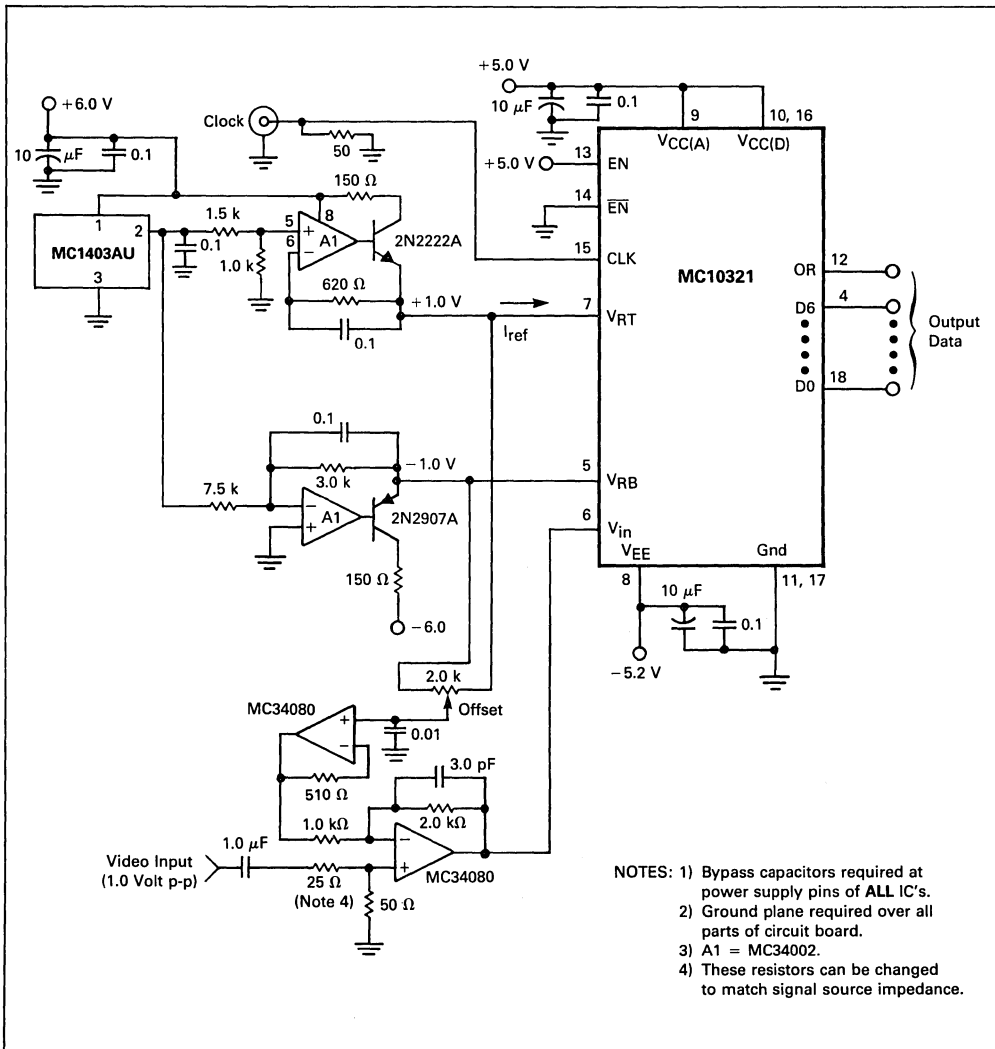 +5.0 V
+6.0 V
10 μF
0.1
Clock
50
10 μF
0.1
9
10, 16
VCC(A)
VCC(D)
+5.0 V
13
EN
14
EN
15
CLK
MC10321
150 Ω
1
2
MC1403AU
3
1.5 k
0.1
1.0 k
5
+
8
6
−
A1
2N2222A
620 Ω
0.1
+1.0 V
Iref
7
VRT
OR
12
D6
4
D0
18
Output
Data
0.1
3.0 k
−1.0 V
7.5 k
−
+
A1
2N2907A
150 Ω
−6.0
5
VRB
6
Vin
VEE
8
Gnd
11, 17
10 μF
0.1
−5.2 V
2.0 k
Offset
0.01
MC34080
+
−
510 Ω
3.0 pF
1.0 kΩ
2.0 kΩ
−
+
MC34080
Video Input
(1.0 Volt p-p)
1.0 μF
25 Ω
(Note 4)
50 Ω
NOTES: 1) Bypass capacitors required at
power supply pins of ALL IC's.
2) Ground plane required over all
parts of circuit board.
3) A1 = MC34002.
4) These resistors can be changed
to match signal source impedance.